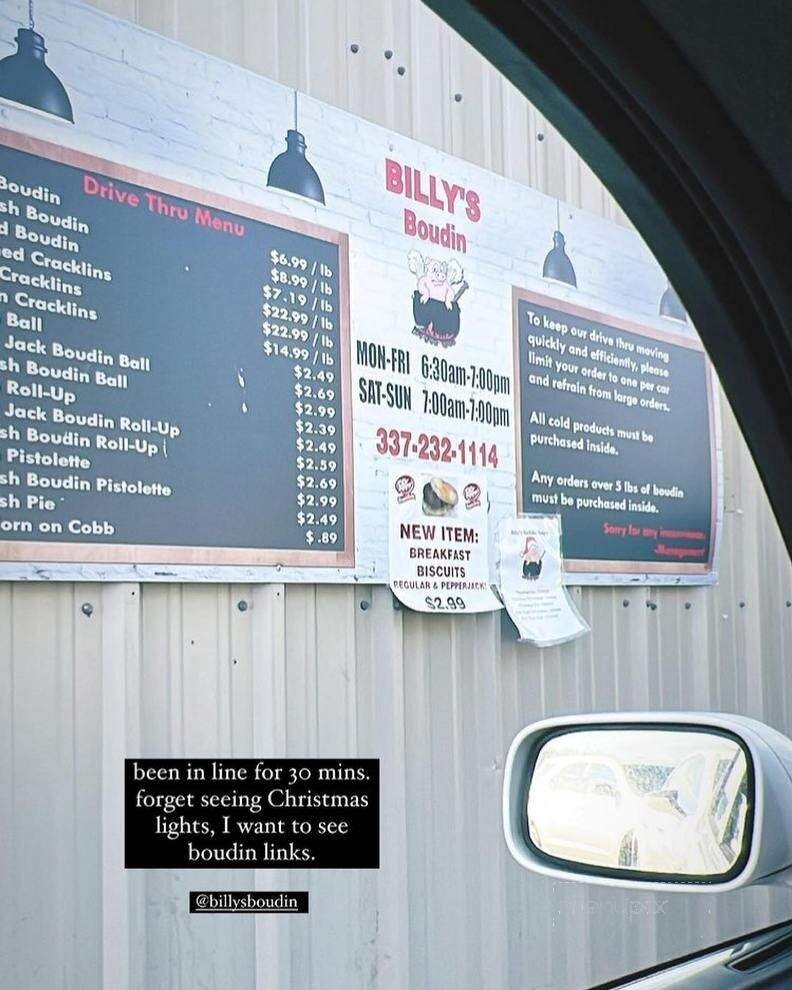 Drive Thru Menu
Boudin $6.99 / lb
sh Boudin $8.99 / lb
d Boudin $7.19 / lb
ed Cracklins $22.99 / lb
Cracklins $22.99 / lb
n Cracklins $14.99 / lb
Ball $2.49
Jack Boudin Ball $2.69
sh Boudin Ball $2.99
Roll-Up $2.39
Jack Boudin Roll-Up $2.49
sh Boudin Roll-Up $2.59
Pistolette $2.69
sh Boudin Pistolette $2.99
sh Pie $2.49
orn on Cobb $.89
BILLY'S
Boudin
MON-FRI 6:30am-7:00pm
SAT-SUN 7:00am-7:00pm
337-232-1114
NEW ITEM:
BREAKFAST
BISCUITS
REGULAR & PEPPERJACK
$2.99
To keep our drive thru moving
quickly and efficiently, please
limit your order to one per car
and refrain from large orders.
All cold products must be
purchased inside.
Any orders over 5 lbs of boudin
must be purchased inside.
Sorry for any
Management
been in line for 30 mins.
forget seeing Christmas
lights, I want to see
boudin links.
@billysboudin
menupix